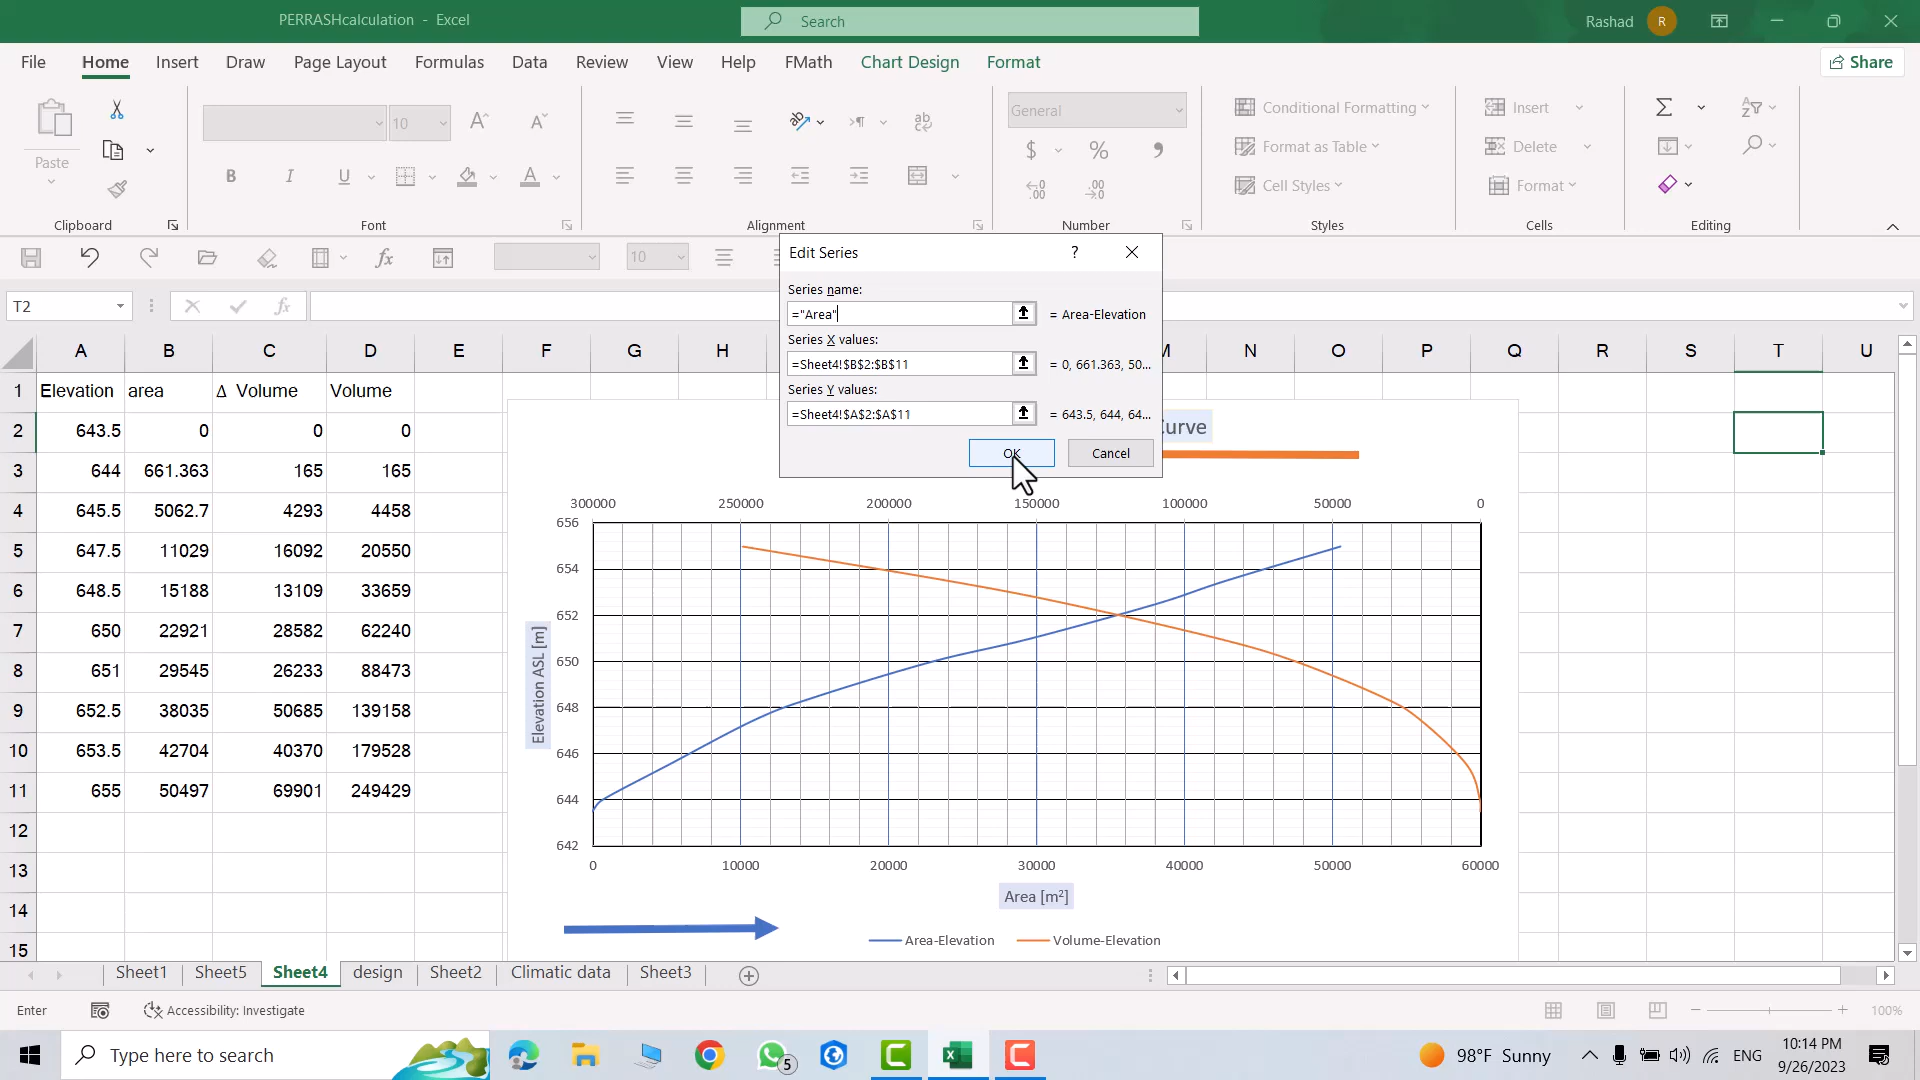 PERRASHcalculation - Excel
Search
Rashad R
File Home Insert Draw Page Layout Formulas Data Review View Help FMath Chart Design Format Share
Paste
Clipboard
10
B I U A
Font
Alignment
General
$ % ,
Number
Conditional Formatting
Format as Table
Cell Styles
Styles
Insert
Delete
Format
Cells
Editing
10
T2
fx
Edit Series ?
Series name:
="Area" = Area-Elevation
Series X values:
=Sheet4!$B$2:$B$11 = 0, 661.363, 50...
Series Y values:
=Sheet4!$A$2:$A$11 = 643.5, 644, 64...
OK Cancel
A B C D E F G H M N O P Q R S T U
1 Elevation area Δ Volume Volume
2 643.5 0 0 0
3 644 661.363 165 165
4 645.5 5062.7 4293 4458
5 647.5 11029 16092 20550
6 648.5 15188 13109 33659
7 650 22921 28582 62240
8 651 29545 26233 88473
9 652.5 38035 50685 139158
10 653.5 42704 40370 179528
11 655 50497 69901 249429
12
13
14
15
Curve
300000 250000 200000 150000 100000 50000 0
656
654
652
650
648
646
644
642
Elevation ASL [m]
0 10000 20000 30000 40000 50000 60000
Area [m²]
Area-Elevation Volume-Elevation
Sheet1 Sheet5 Sheet4 design Sheet2 Climatic data Sheet3
Enter Accessibility: Investigate 100%
Type here to search
5
98°F Sunny
ENG
10:14 PM
9/26/2023